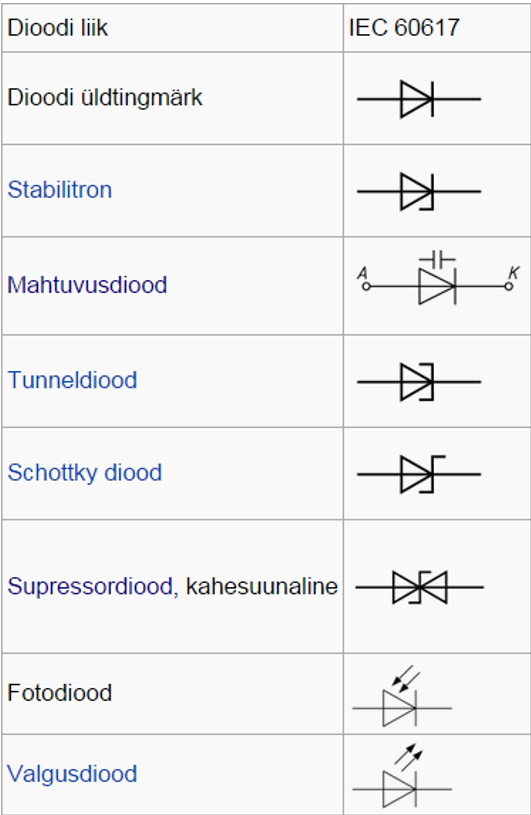 Dioodi liik IEC 60617
Dioodi üldtingmärk
Stabilitron
A K
Mahtuvusdiood
Tunneldiood
Schottky diood
Supressordiood, kahesuunaline
Fotodiood
Valgusdiood